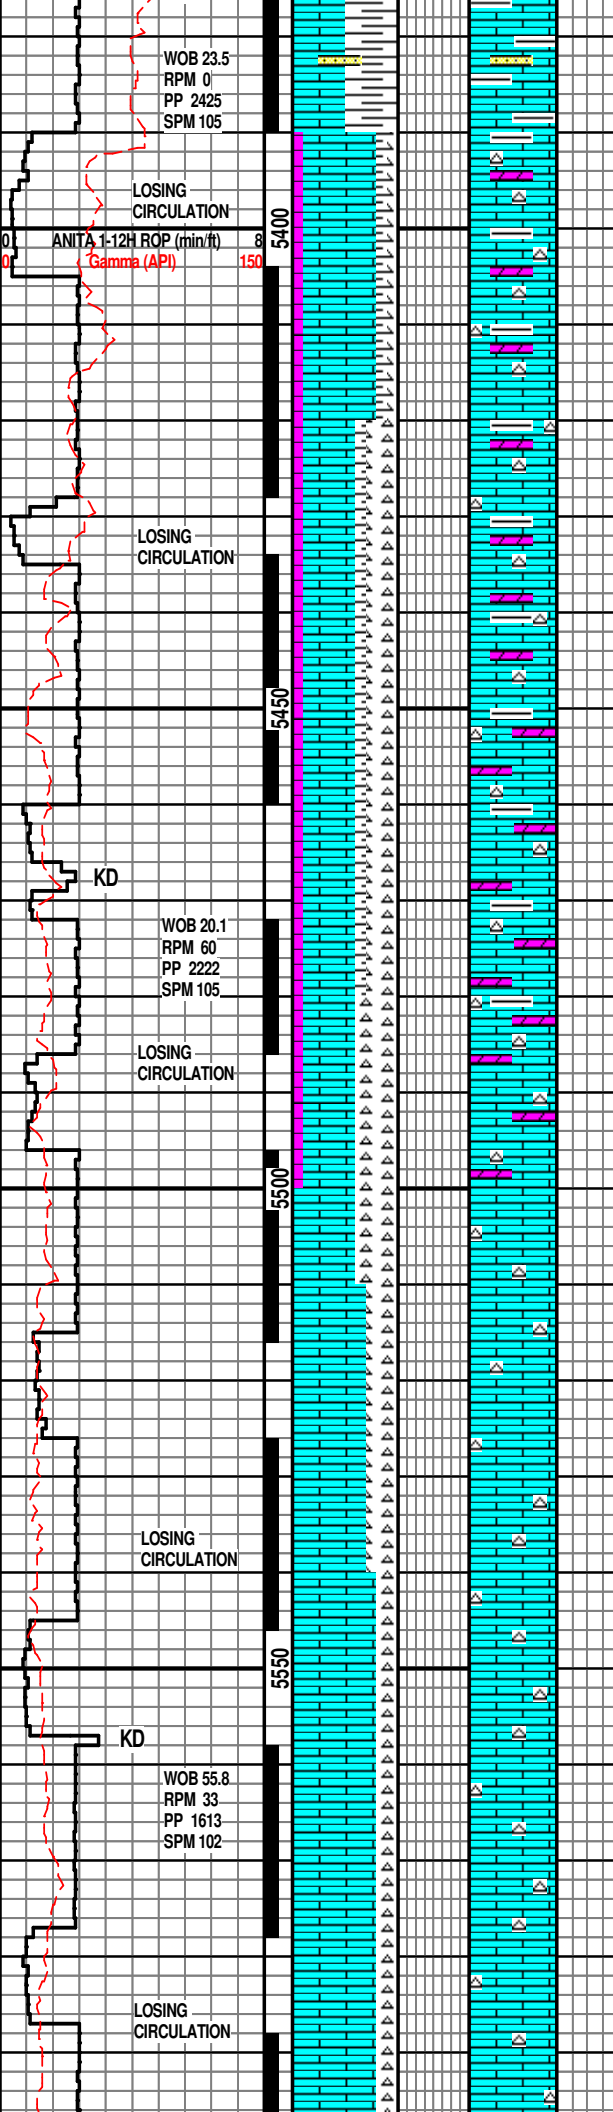 WOB 23.5
RPM 0
PP 2425
SPM 105
LOSING
CIRCULATION
5400
0 ANITA 1-12H ROP (min/ft) 8
0 Gamma (API) 150
LOSING
CIRCULATION
5450
KD
WOB 20.1
RPM 60
PP 2222
SPM 105
LOSING
CIRCULATION
5500
LOSING
CIRCULATION
5550
KD
WOB 55.8
RPM 33
PP 1613
SPM 102
LOSING
CIRCULATION